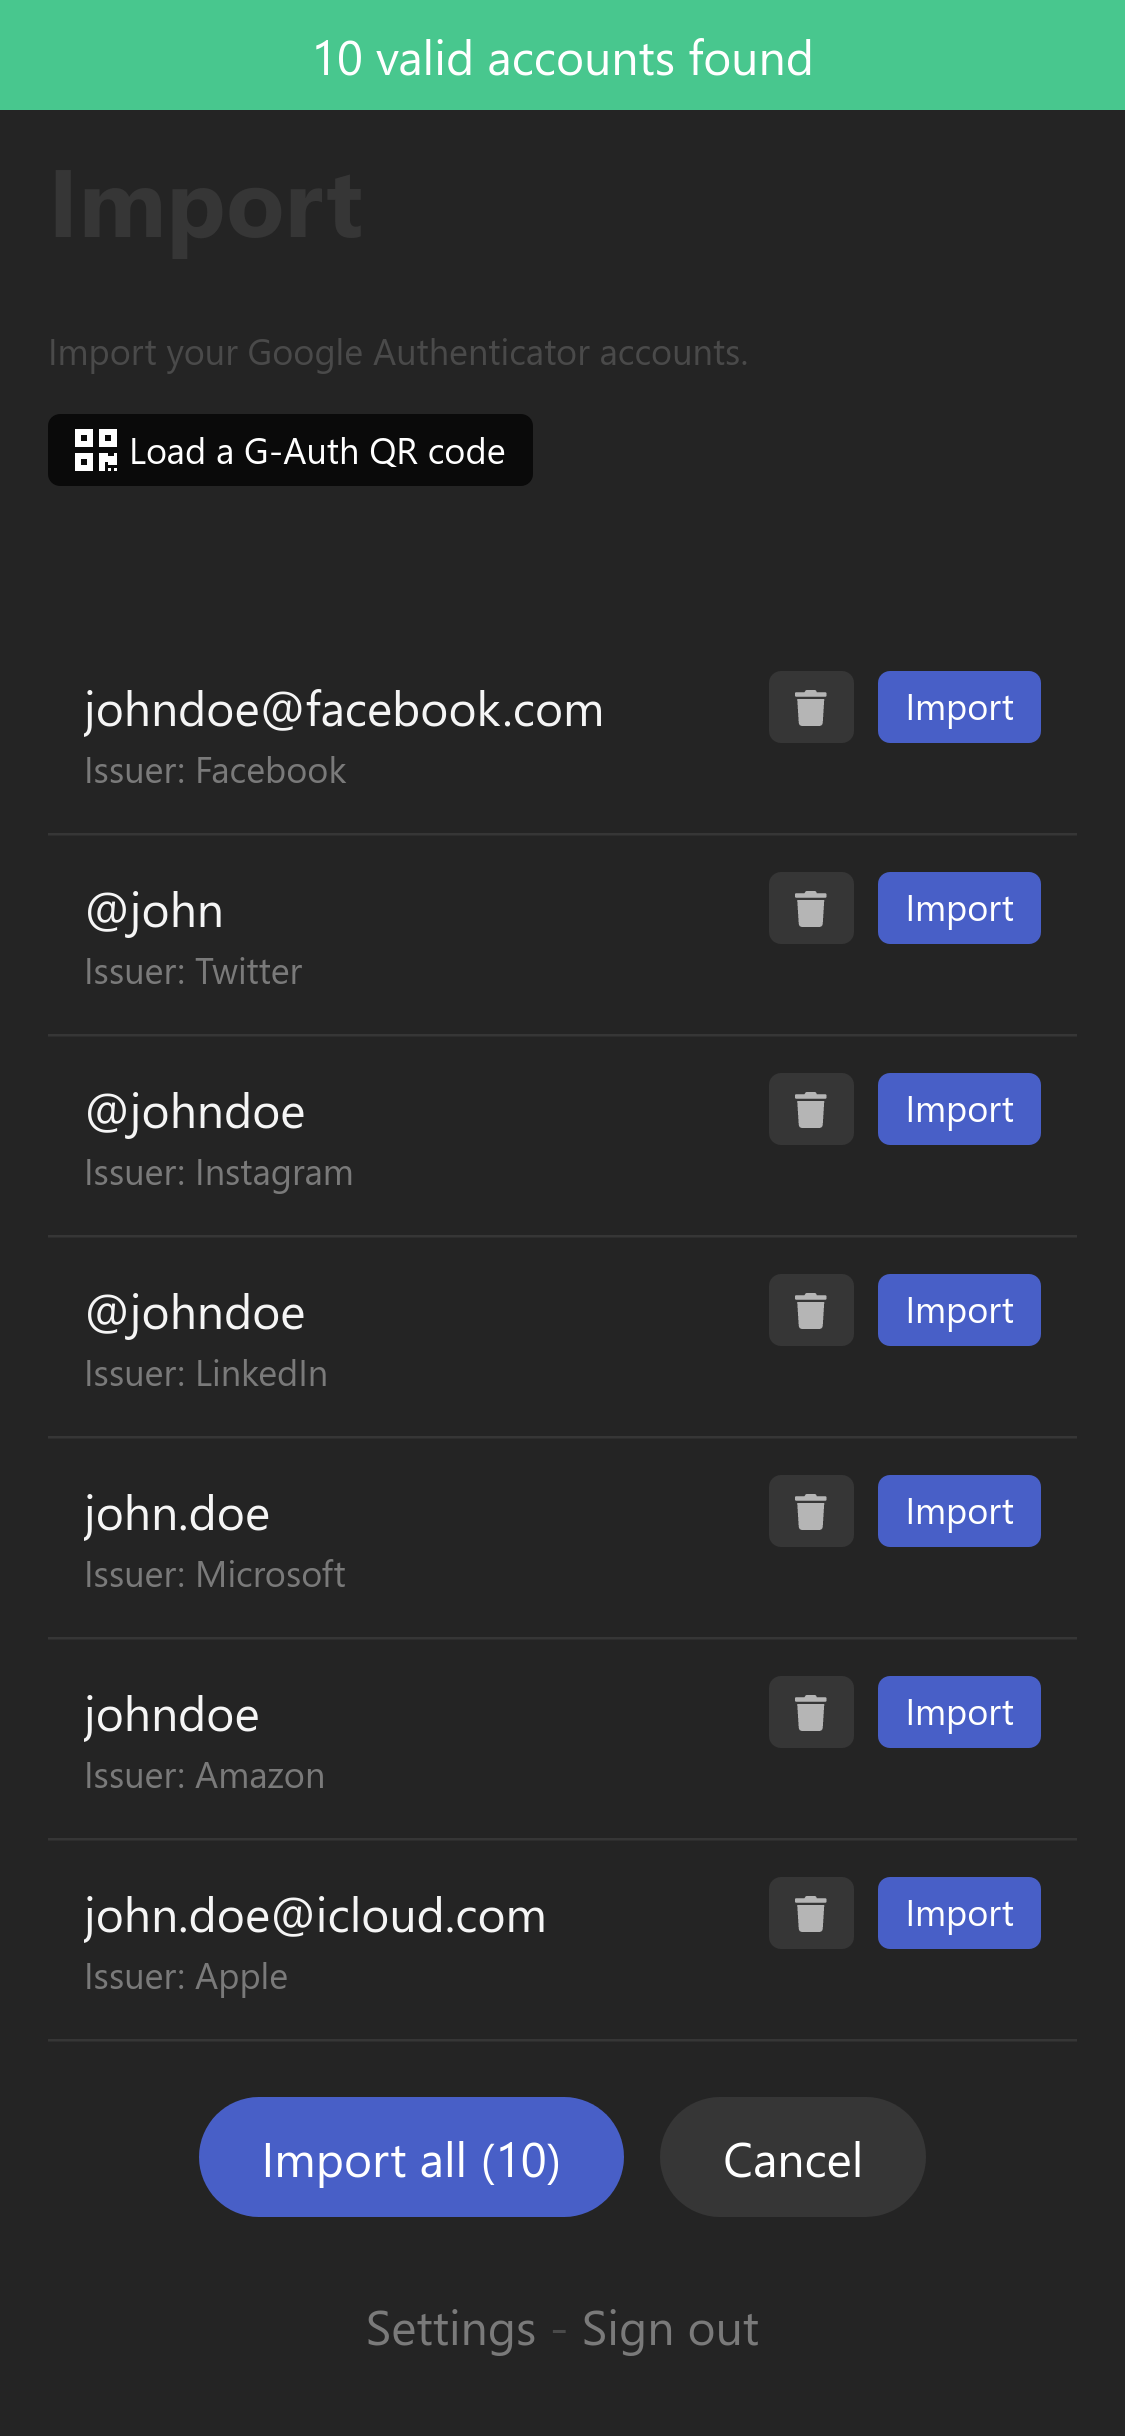 10 valid accounts found
Import
Import your Google Authenticator accounts.
Load a G-Auth QR code
johndoe@facebook.com
Import
Issuer: Facebook
@john
Import
Issuer: Twitter
@johndoe
Import
Issuer: Instagram
@johndoe
Import
Issuer: LinkedIn
john.doe
Import
Issuer: Microsoft
johndoe
Import
Issuer: Amazon
john.doe@icloud.com
Import
Issuer: Apple
Import all (10)
Cancel
Settings - Sign out